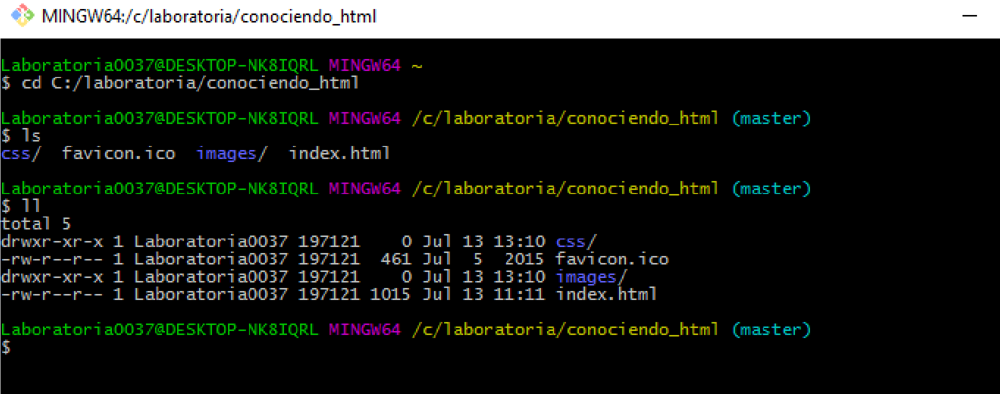 MINGW64:/c/laboratoria/conociendo_html
Laboratoria0037@DESKTOP-NK8IQRL MINGW64 ~
$ cd C:/laboratoria/conociendo_html
Laboratoria0037@DESKTOP-NK8IQRL MINGW64 /c/laboratoria/conociendo_html (master)
$ ls
css/  favicon.ico  images/  index.html
Laboratoria0037@DESKTOP-NK8IQRL MINGW64 /c/laboratoria/conociendo_html (master)
$ ll
total 5
drwxr-xr-x 1 Laboratoria0037 197121    0 Jul 13 13:10 css/
-rw-r--r-- 1 Laboratoria0037 197121  461 Jul  5  2015 favicon.ico
drwxr-xr-x 1 Laboratoria0037 197121    0 Jul 13 13:10 images/
-rw-r--r-- 1 Laboratoria0037 197121 1015 Jul 13 11:11 index.html
Laboratoria0037@DESKTOP-NK8IQRL MINGW64 /c/laboratoria/conociendo_html (master)
$